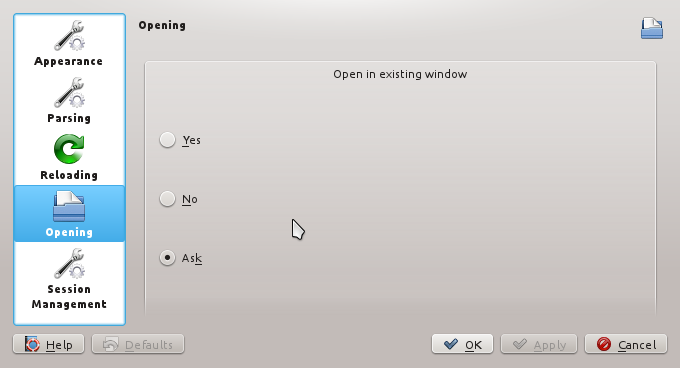 Opening
Appearance
Parsing
Reloading
Opening
Session
Management
Open in existing window
Yes
No
Ask
Help
Defaults
OK
Apply
Cancel